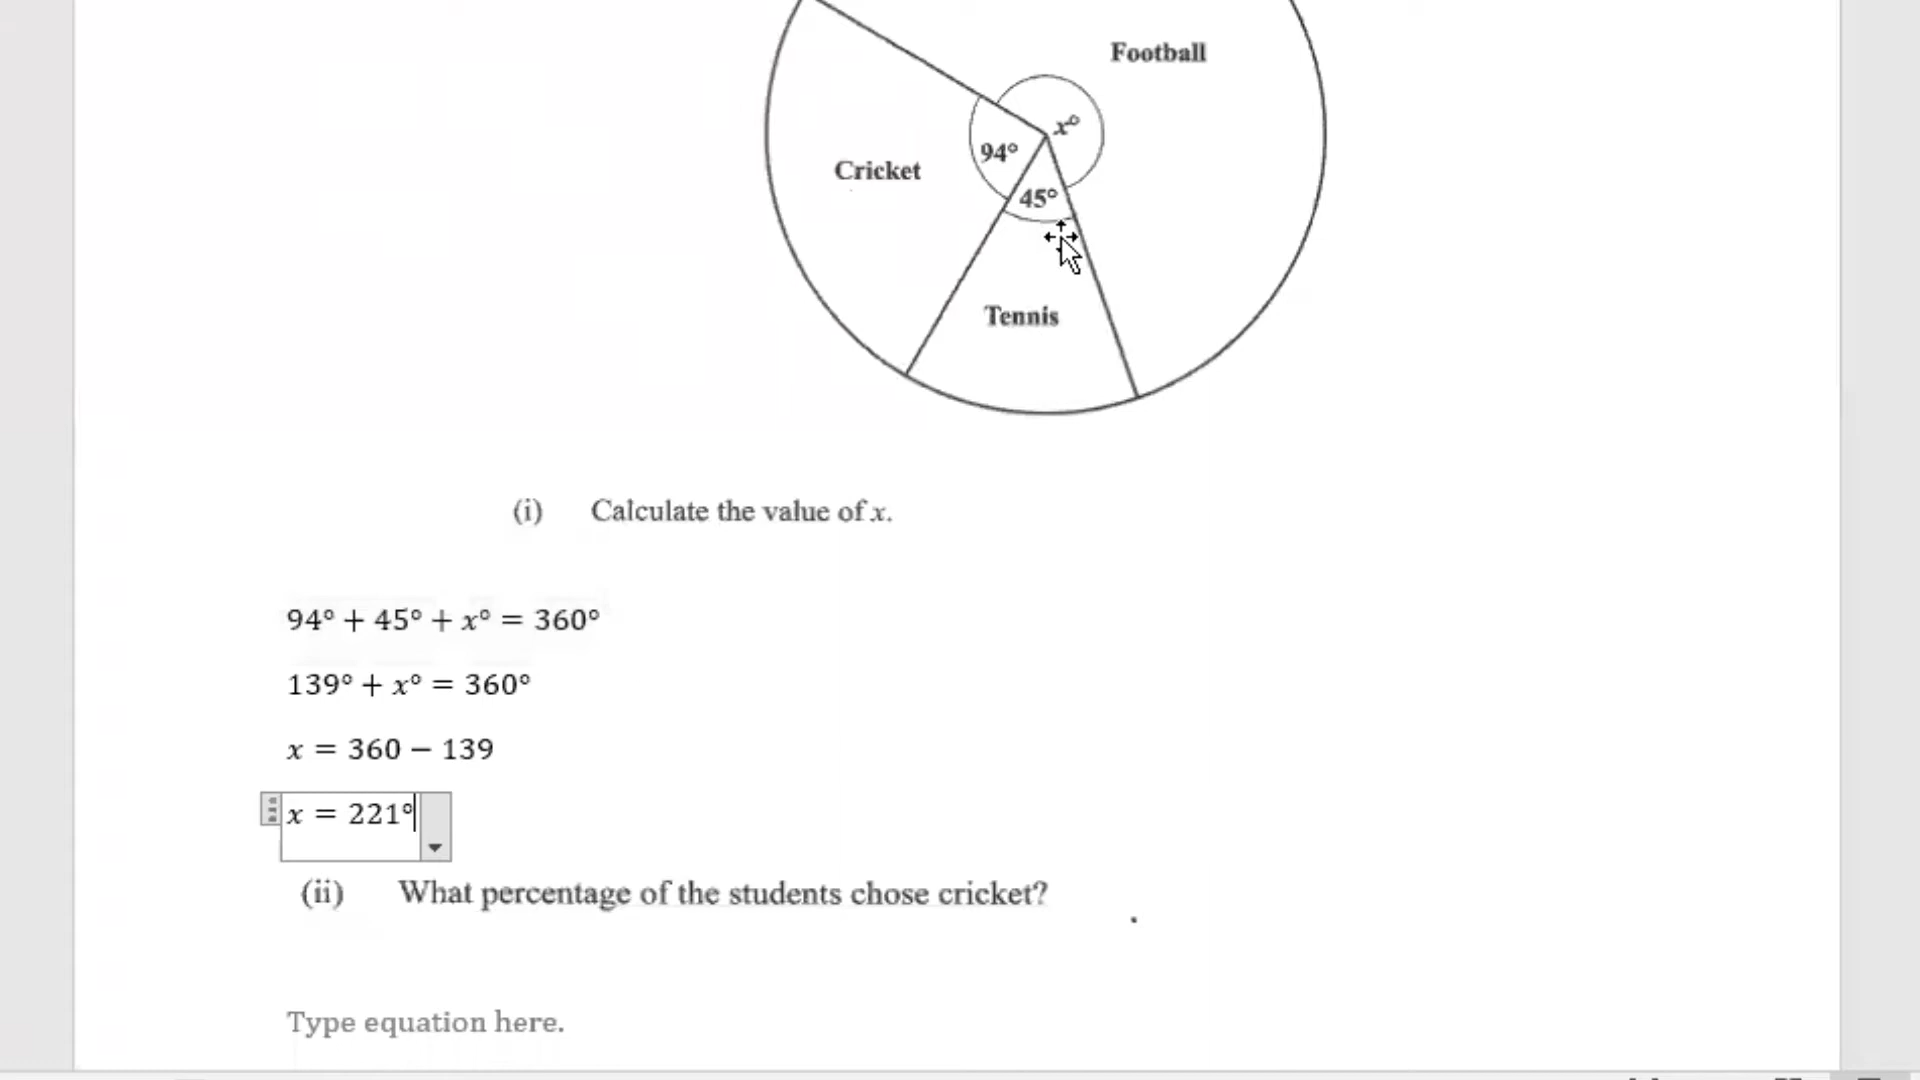 Football
x°
94°
Cricket
45°
Tennis
(i) Calculate the value of x.
94° + 45° + x° = 360°
139° + x° = 360°
x = 360 − 139
x = 221°
(ii) What percentage of the students chose cricket?
Type equation here.